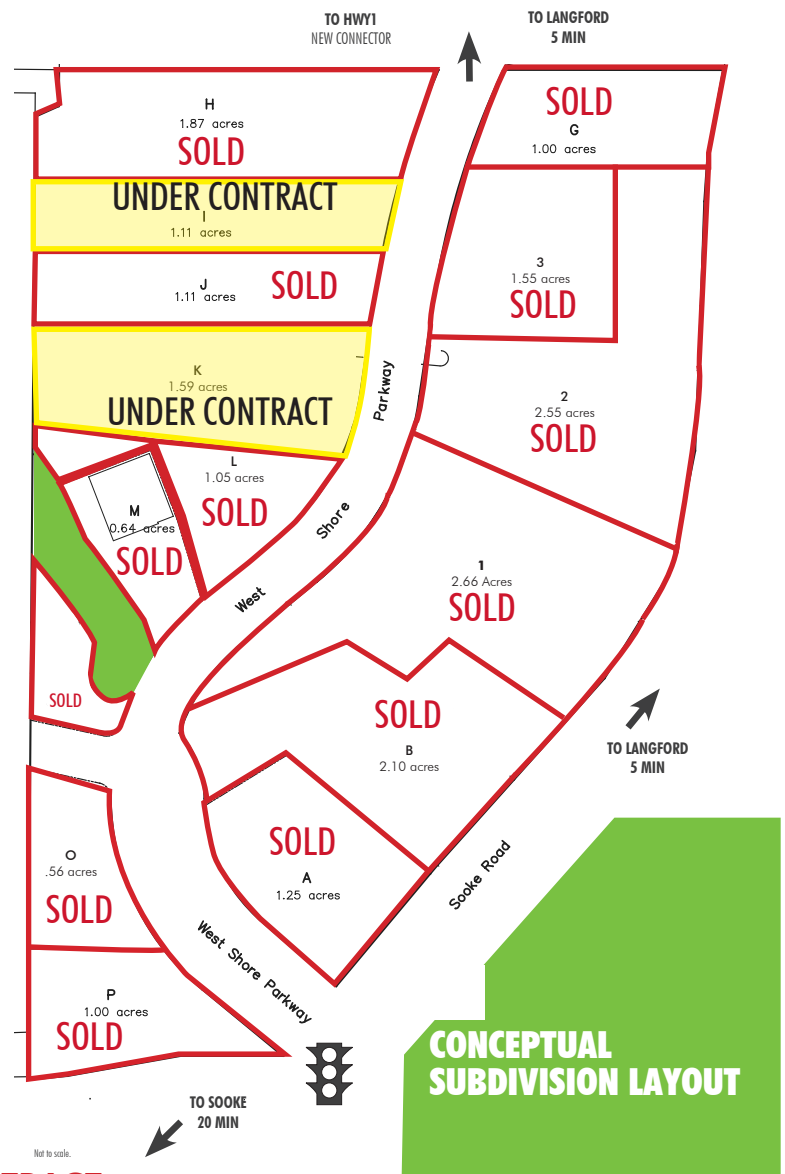 TO HWY1
NEW CONNECTOR
TO LANGFORD
5 MIN
H
1.87 acres
SOLD
SOLD
G
1.00 acres
UNDER CONTRACT
I
1.11 acres
J
1.11 acres
SOLD
3
1.55 acres
SOLD
K
1.59 acres
UNDER CONTRACT
Parkway
2
2.55 acres
SOLD
L
1.05 acres
SOLD
M
0.64 acres
SOLD
Shore
West
1
2.66 Acres
SOLD
SOLD
SOLD
B
2.10 acres
TO LANGFORD
5 MIN
SOLD
A
1.25 acres
Sooke Road
O
.56 acres
SOLD
West Shore Parkway
P
1.00 acres
SOLD
CONCEPTUAL
SUBDIVISION LAYOUT
TO SOOKE
20 MIN
Not to scale.